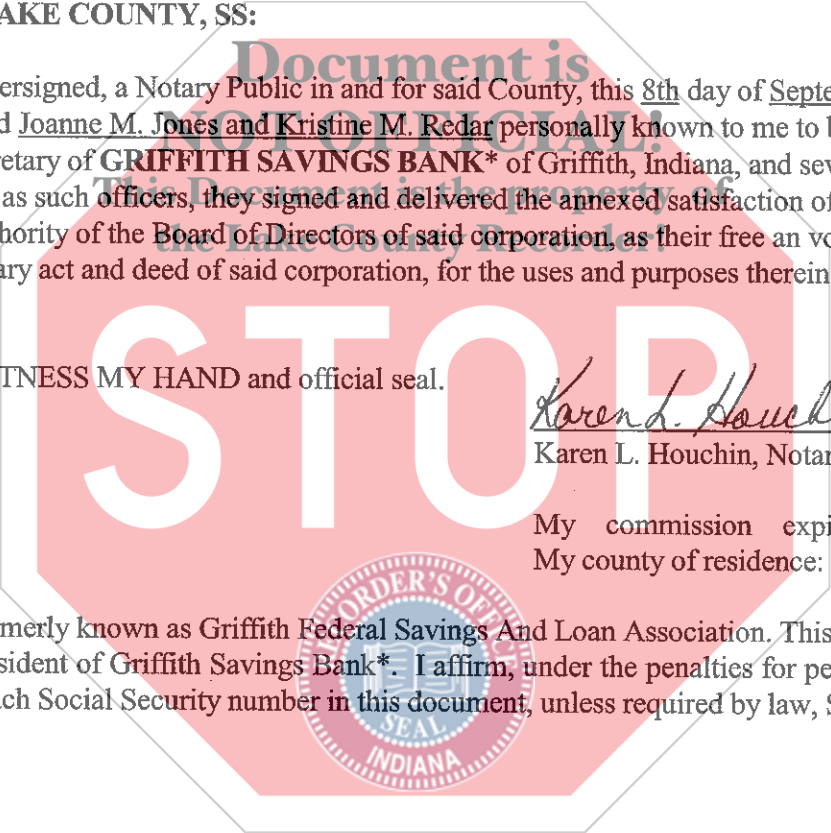 LAKE COUNTY, SS:
Document is
ersigned, a Notary Public in and for said County, this 8th day of Septe
NOT OFFICIAL!
d Joanne M. Jones and Kristine M. Redar personally known to me to
retary of GRIFFITH SAVINGS BANK* of Griffith, Indiana, and sev
This Document is the property of
as such officers, they signed and delivered the annexed satisfaction of
the Lake County Recorder!
hority of the Board of Directors of said corporation, as their free an vo
ary act and deed of said corporation, for the uses and purposes therein
STOP
TNESS MY HAND and official seal.
Karen L. Houch
Karen L. Houchin, Notar
My commission expi
My county of residence:
RECORDER'S OFFICE
merly known as Griffith Federal Savings And Loan Association. This
sident of Griffith Savings Bank*. I affirm, under the penalties for pe
ach Social Security number in this document, unless required by law, S
SEAL
INDIANA